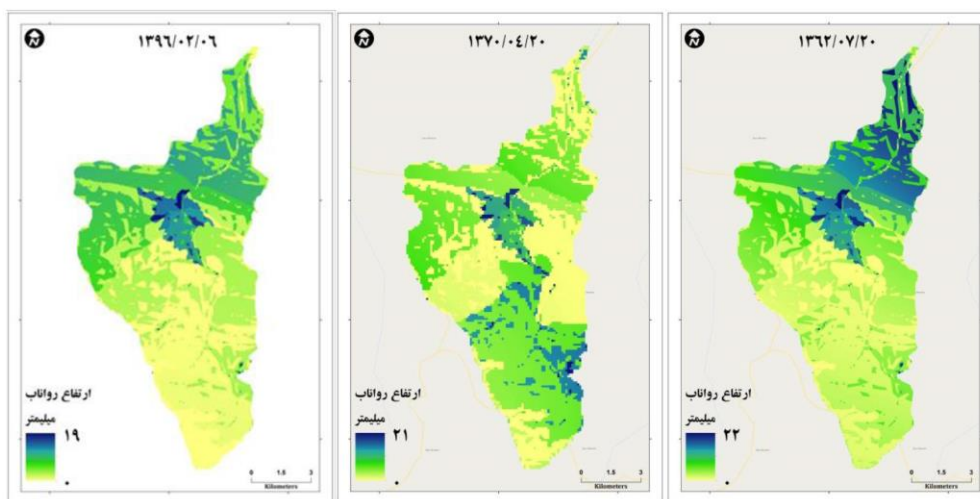 ۱۳۹۶/۰۲/۰۶
N
ارتفاع رواناب
میلیمتر
۱۹
۰
0 1.5 3
Kilometers
۱۳۷۰/۰۴/۲۰
N
ارتفاع رواناب
میلیمتر
۲۱
۰
0 1.5 3
Kilometers
۱۳۶۲/۰۷/۲۰
N
ارتفاع رواناب
میلیمتر
۲۲
۰
0 1.5 3
Kilometers